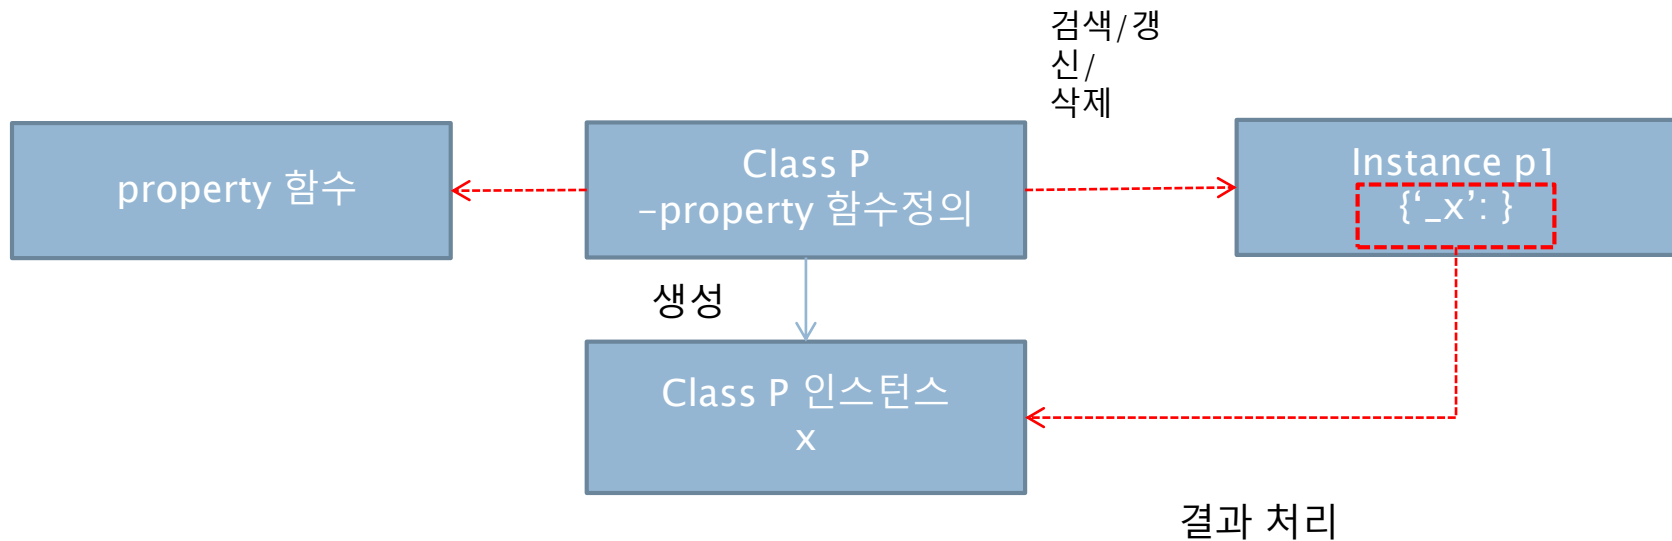 검색/갱
신/
삭제
property 함수
Class P
-property 함수정의
Instance p1
{‘_x’: }
생성
Class P 인스턴스
x
결과 처리